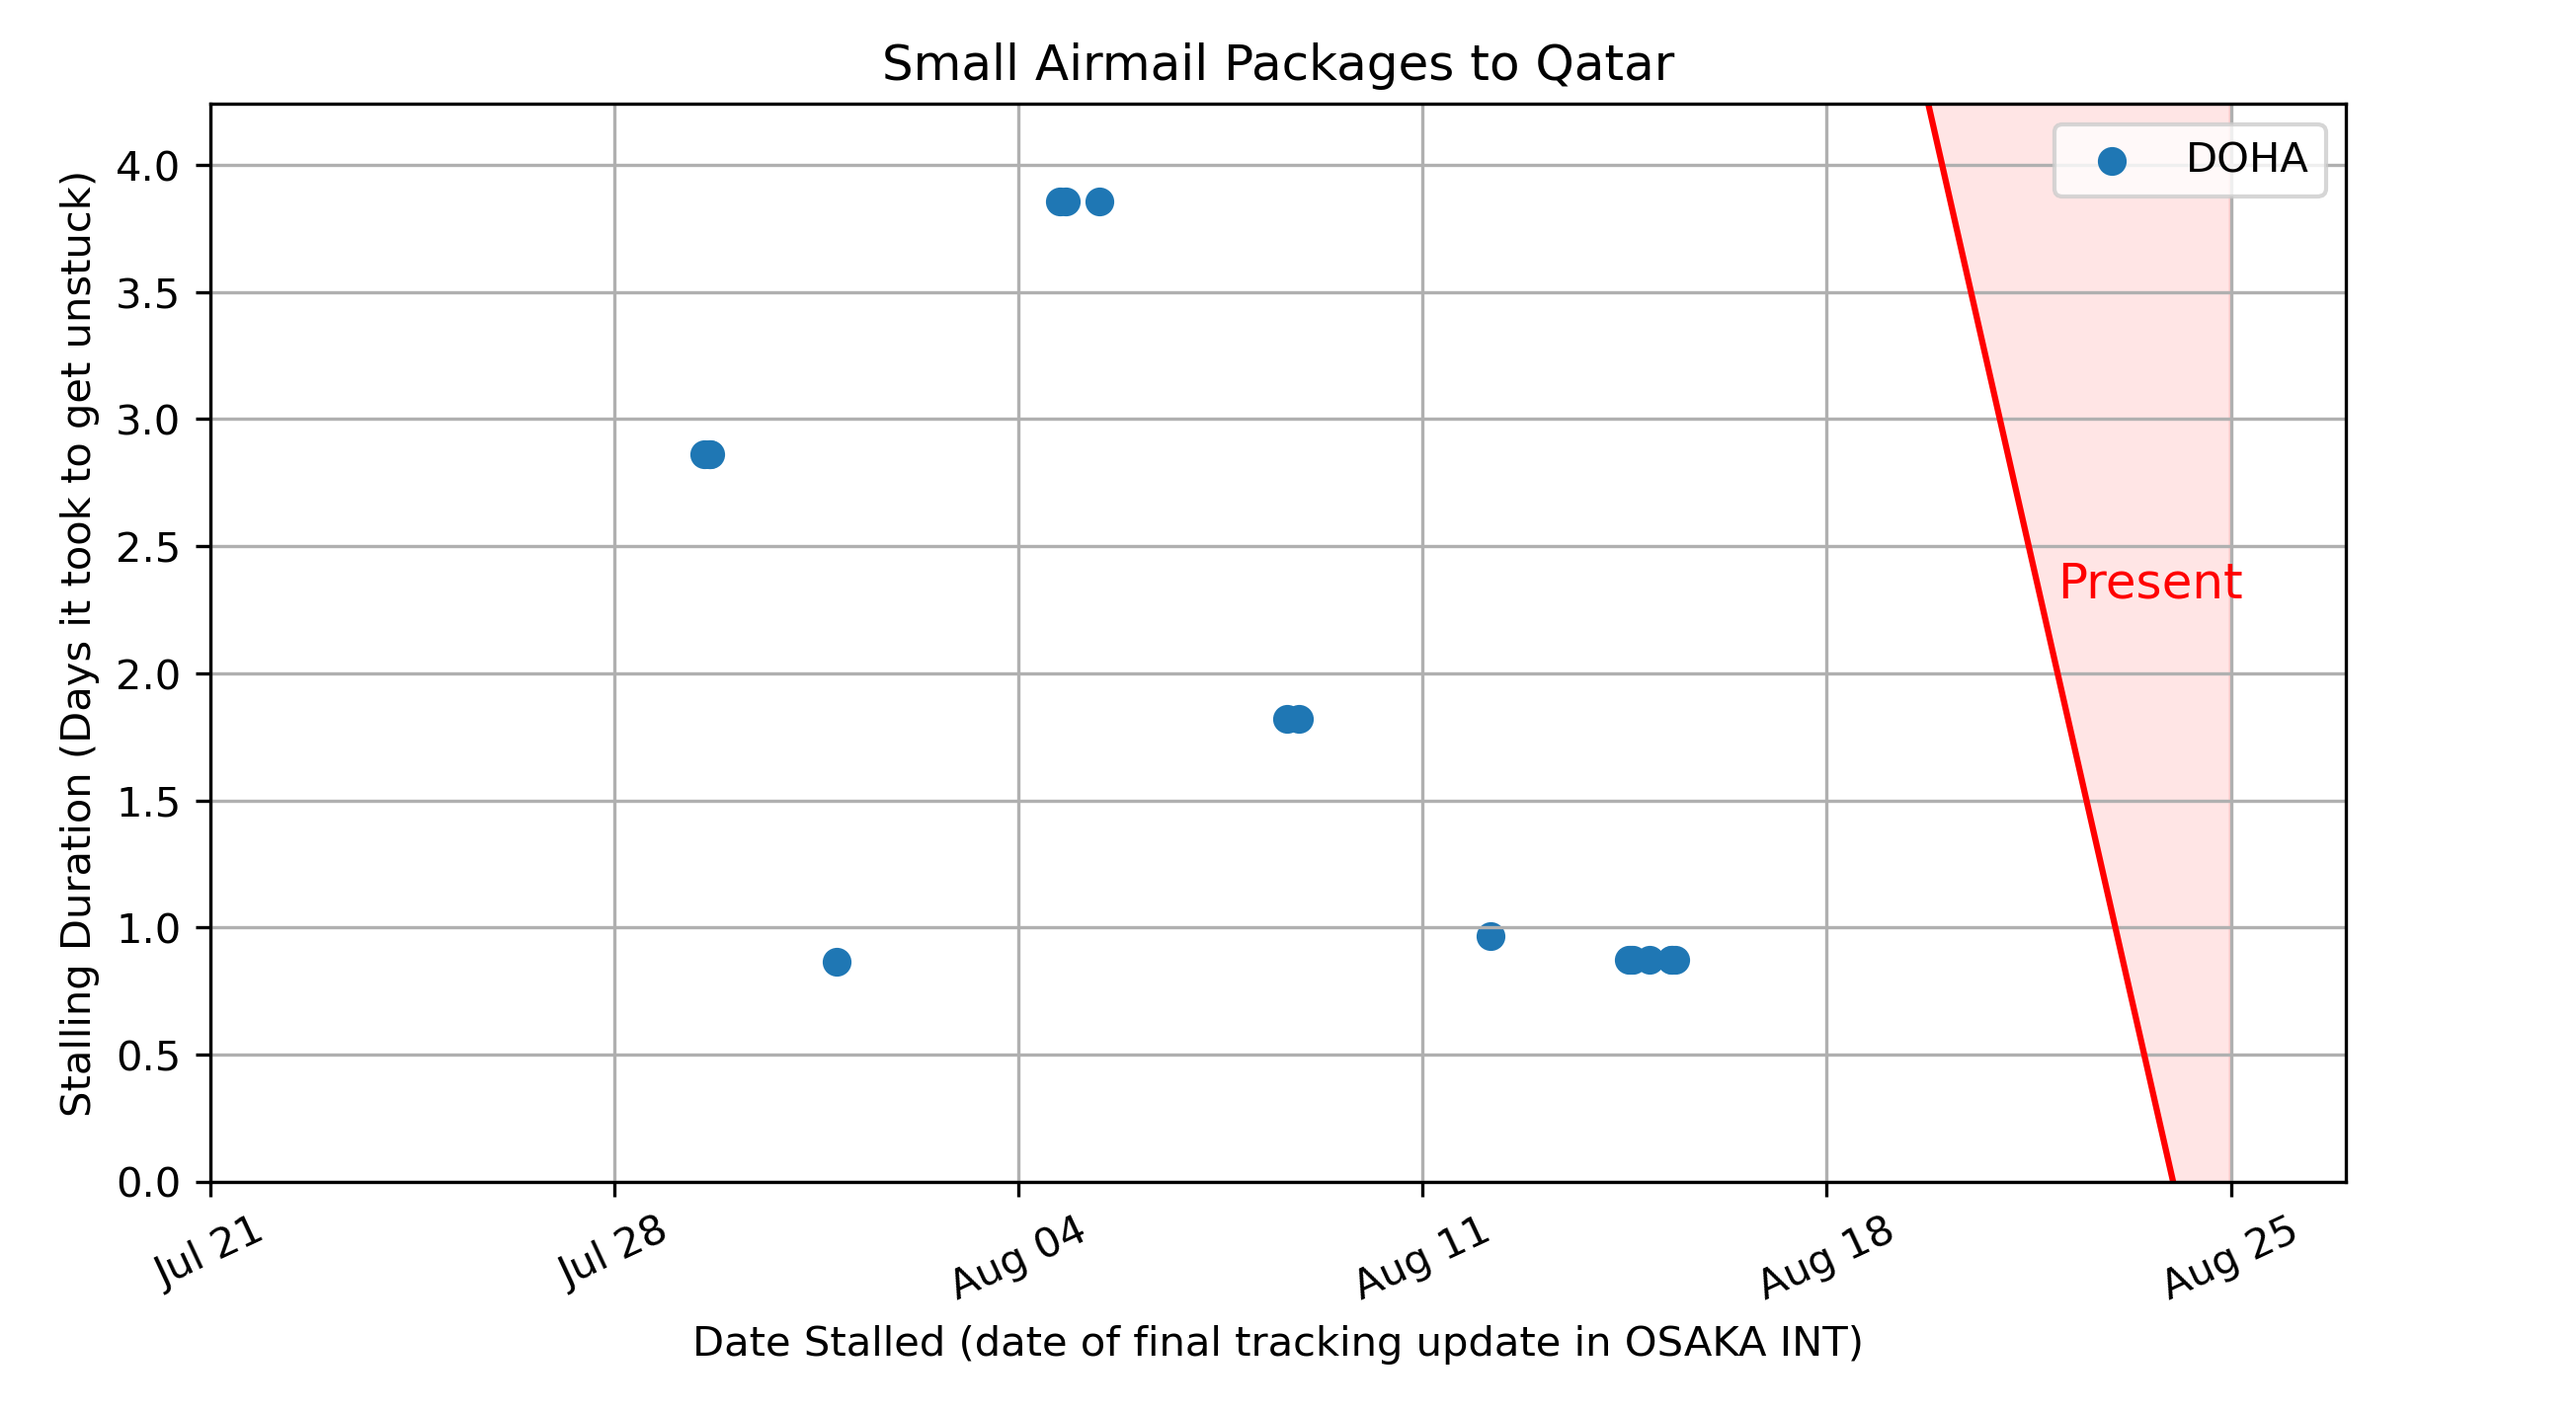 Small Airmail Packages to Qatar
DOHA
Present
Stalling Duration (Days it took to get unstuck)
4.0
3.5
3.0
2.5
2.0
1.5
1.0
0.5
0.0
Jul 21
Jul 28
Aug 04
Aug 11
Aug 18
Aug 25
Date Stalled (date of final tracking update in OSAKA INT)